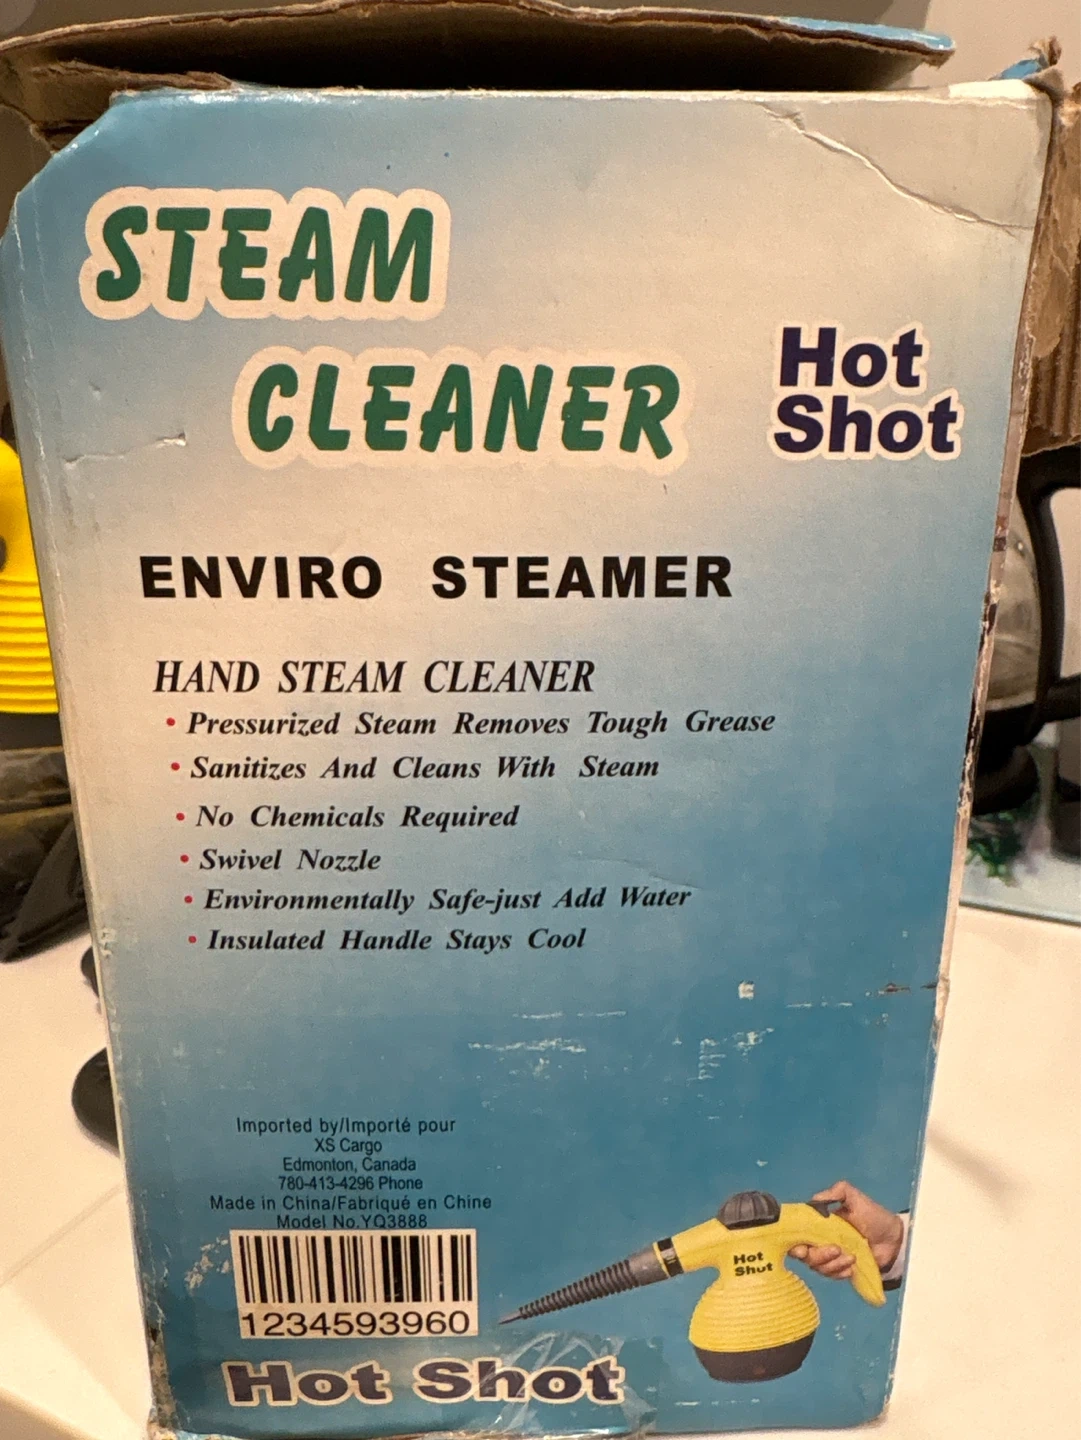 STEAM
CLEANER
Hot
Shot
ENVIRO STEAMER
HAND STEAM CLEANER
• Pressurized Steam Removes Tough Grease
• Sanitizes And Cleans With Steam
• No Chemicals Required
• Swivel Nozzle
• Environmentally Safe-just Add Water
• Insulated Handle Stays Cool
Imported by/Importé pour
XS Cargo
Edmonton, Canada
780-413-4296 Phone
Made in China/Fabriqué en Chine
Model No.YQ3888
1234593960
Hot
Shot
Hot Shot